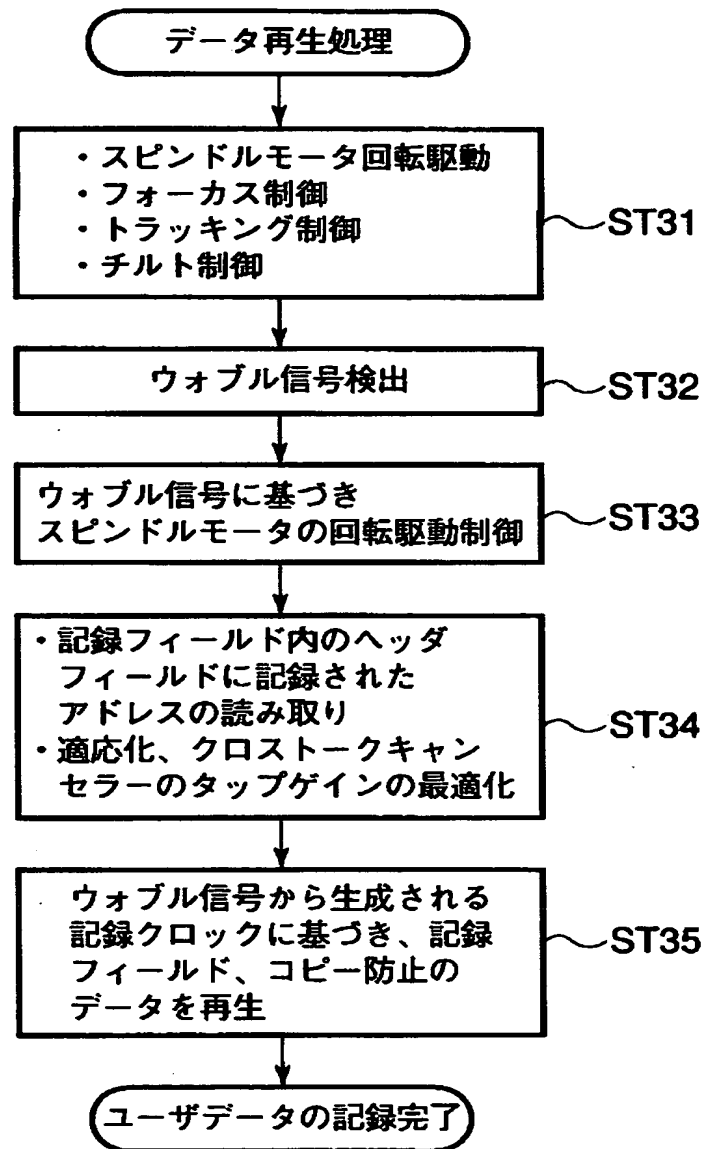 データ再生処理
・スピンドルモータ回転駆動
・フォーカス制御
・トラッキング制御
・チルト制御
ST31
ウォブル信号検出
ST32
ウォブル信号に基づき
スピンドルモータの回転駆動制御
ST33
・記録フィールド内のヘッダ
フィールドに記録された
アドレスの読み取り
・適応化、クロストークキャン
セラーのタップゲインの最適化
ST34
ウォブル信号から生成される
記録クロックに基づき、記録
フィールド、コピー防止の
データを再生
ST35
ユーザデータの記録完了